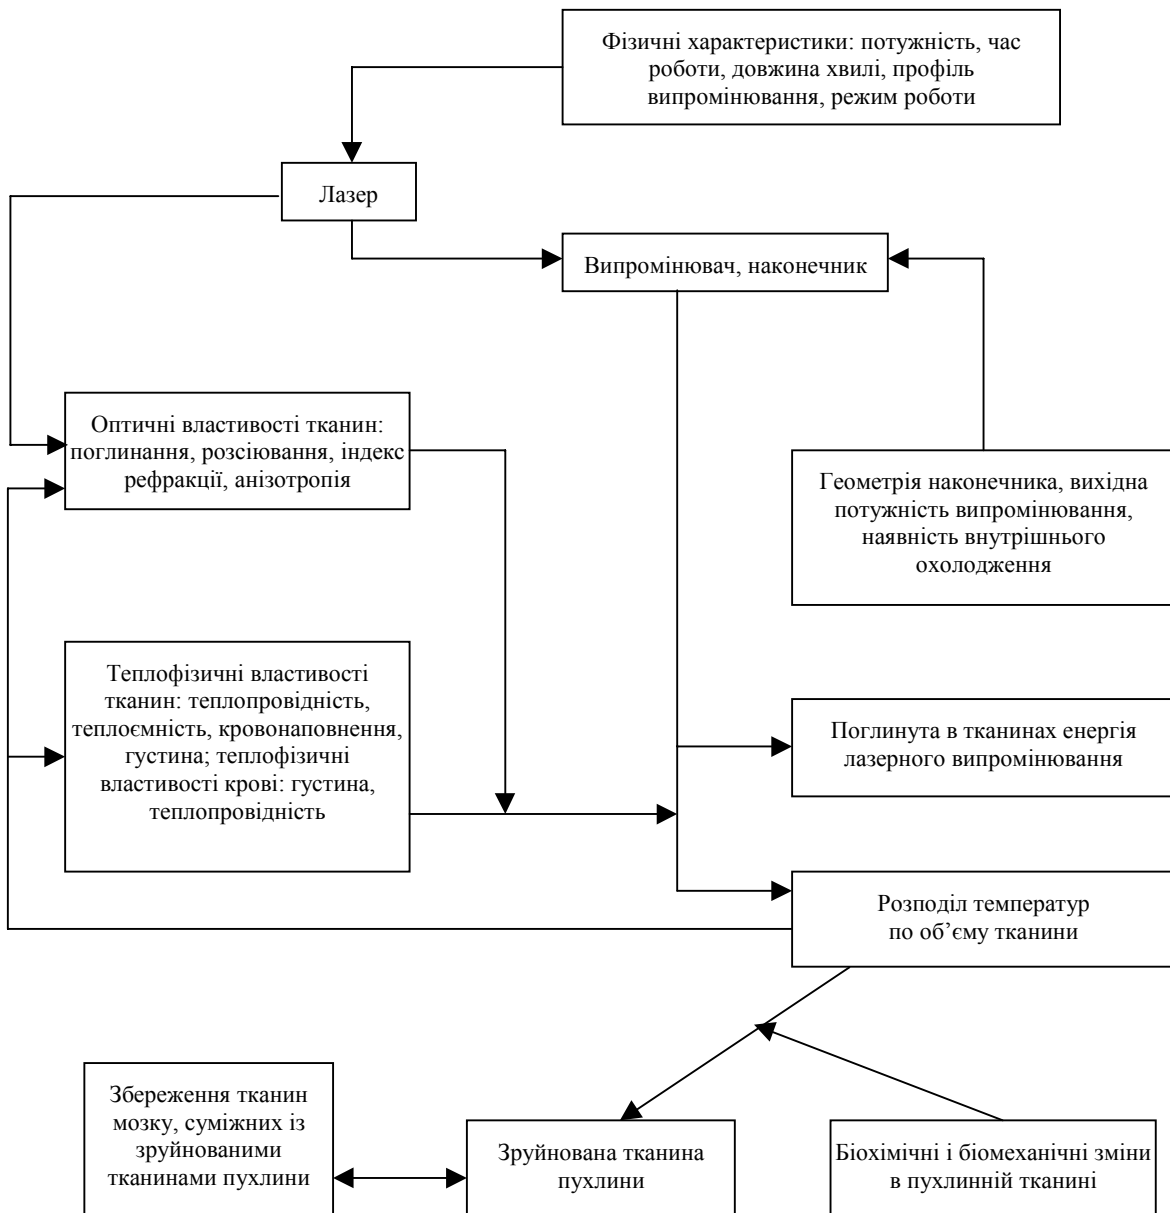 Фізичні характеристики: потужність, час
роботи, довжина хвилі, профіль
випромінювання, режим роботи
Лазер
Випромінювач, наконечник
Оптичні властивості тканин:
поглинання, розсіювання, індекс
рефракції, анізотропія
Геометрія наконечника, вихідна
потужність випромінювання,
наявність внутрішнього
охолодження
Теплофізичні властивості
тканин: теплопровідність,
теплоємність, кровонаповнення,
густина; теплофізичні
властивості крові: густина,
теплопровідність
Поглинута в тканинах енергія
лазерного випромінювання
Розподіл температур
по об’єму тканини
Збереження тканин
мозку, суміжних із
зруйнованими
тканинами пухлини
Зруйнована тканина
пухлини
Біохімічні і біомеханічні зміни
в пухлинній тканині